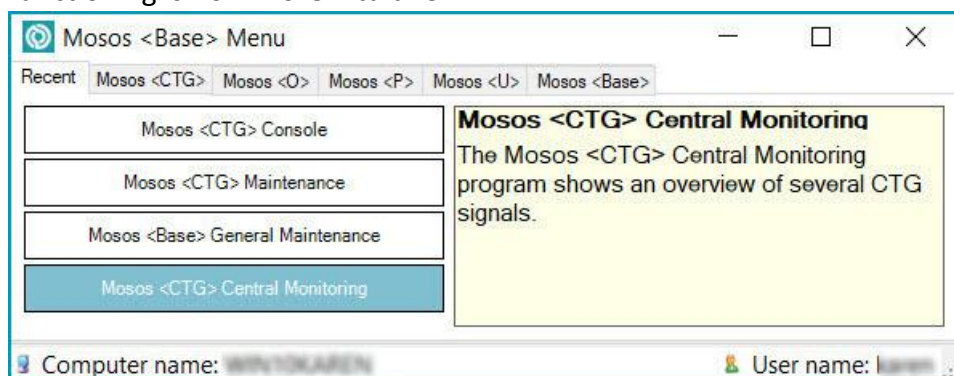 Mosos <Base> Menu
Recent Mosos <CTG> Mosos <O> Mosos <P> Mosos <U> Mosos <Base>
Mosos <CTG> Console
Mosos <CTG> Maintenance
Mosos <Base> General Maintenance
Mosos <CTG> Central Monitoring
Mosos <CTG> Central Monitoring
The Mosos <CTG> Central Monitoring
program shows an overview of several CTG
signals.
Computer name:
User name: